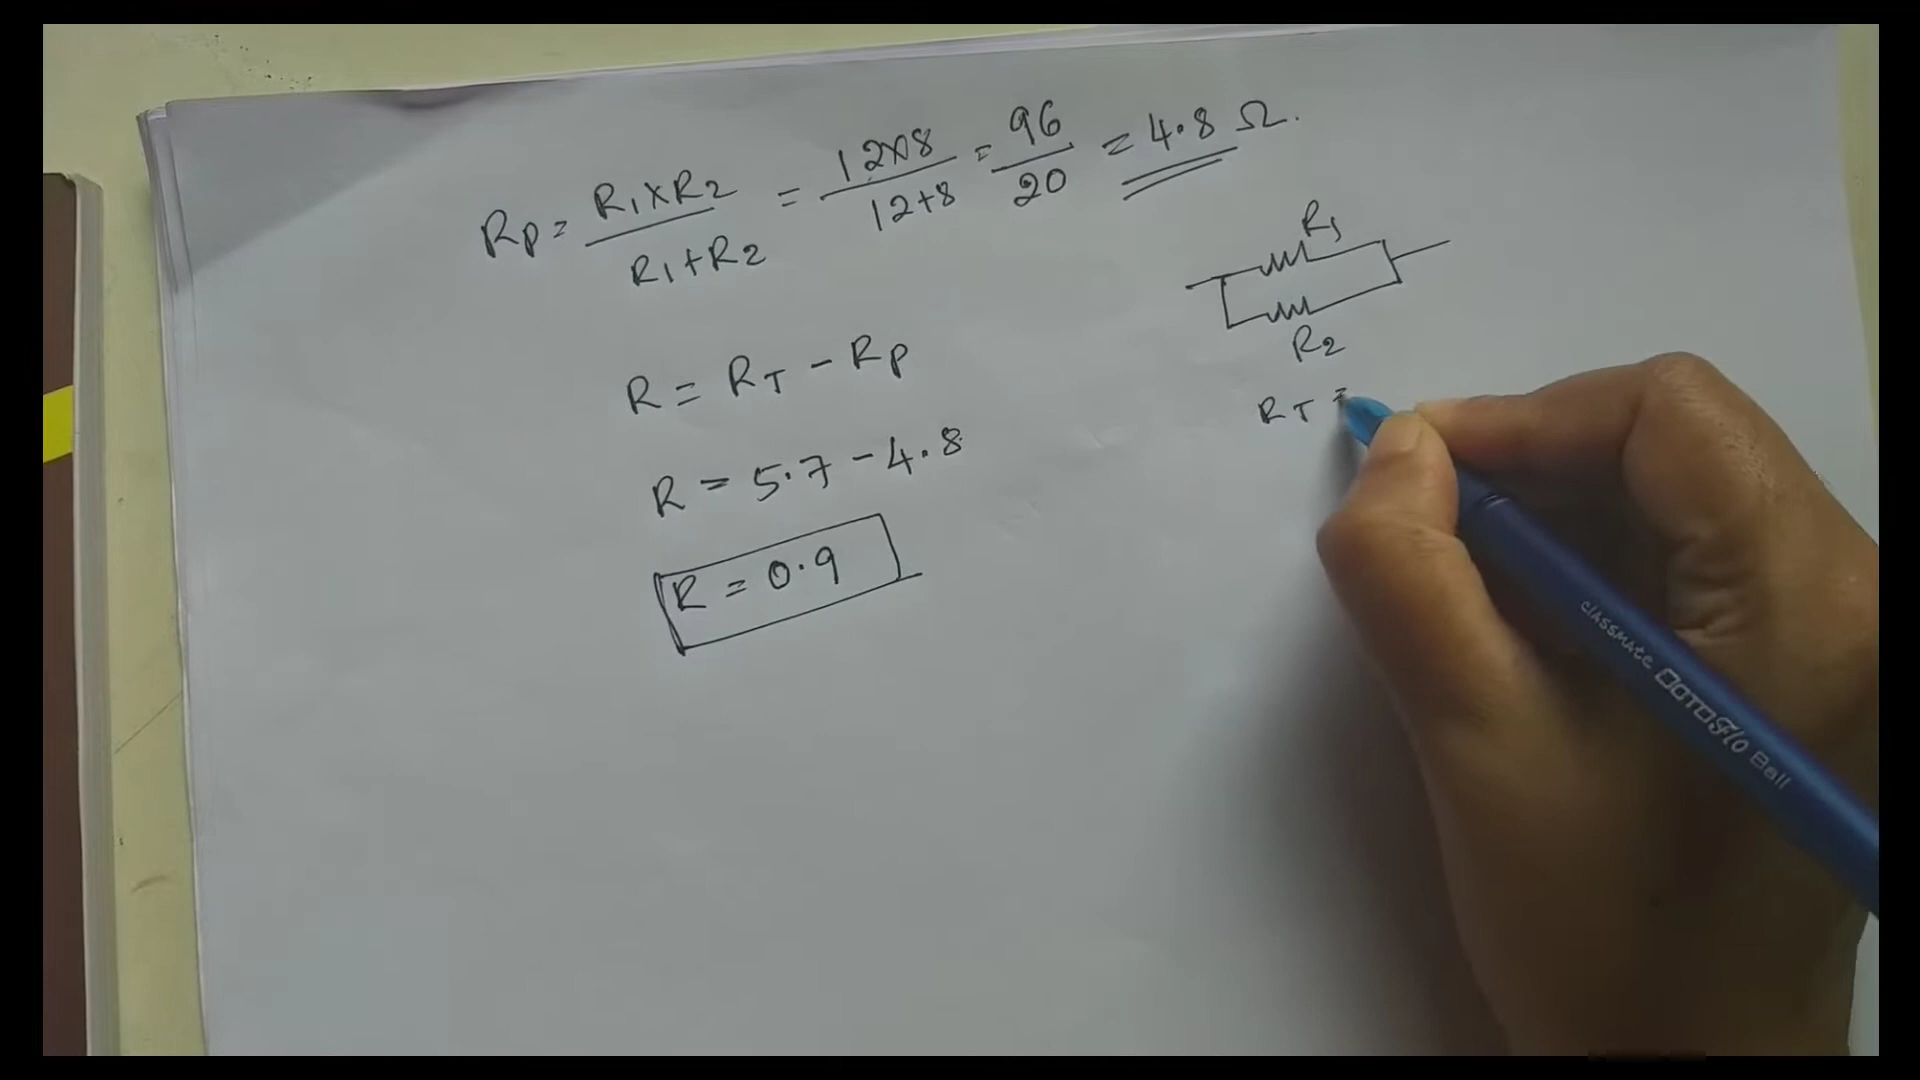 Rp = R1xR2 / R1+R2 = 12x8 / 12+8 = 96 / 20 = 4.8 Ω.
R1
R2
R = RT - Rp
RT =
R = 5.7 - 4.8
R = 0.9
classmate OCTOFlo Ball